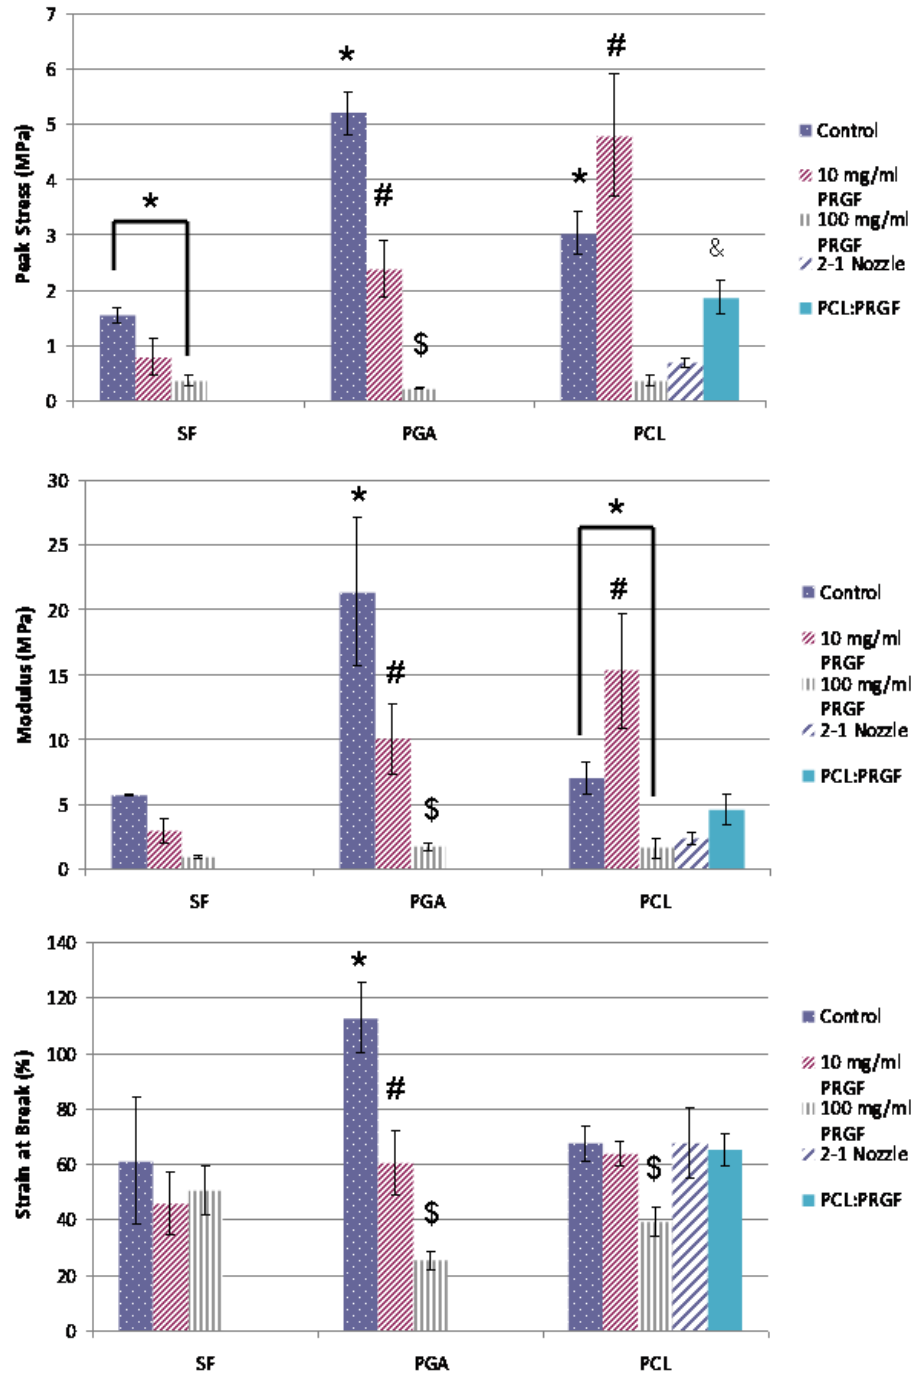 7
6
5
4
3
2
1
0
Peak Stress (MPa)
*
*
#
$
*
#
&
SF PGA PCL
Control
10 mg/ml
PRGF
100 mg/ml
PRGF
2-1 Nozzle
PCL:PRGF
30
25
20
15
10
5
0
Modulus (MPa)
*
#
$
*
#
SF PGA PCL
Control
10 mg/ml
PRGF
100 mg/ml
PRGF
2-1 Nozzle
PCL:PRGF
140
120
100
80
60
40
20
0
Strain at Break (%)
*
#
$
$
SF PGA PCL
Control
10 mg/ml
PRGF
100 mg/ml
PRGF
2-1 Nozzle
PCL:PRGF